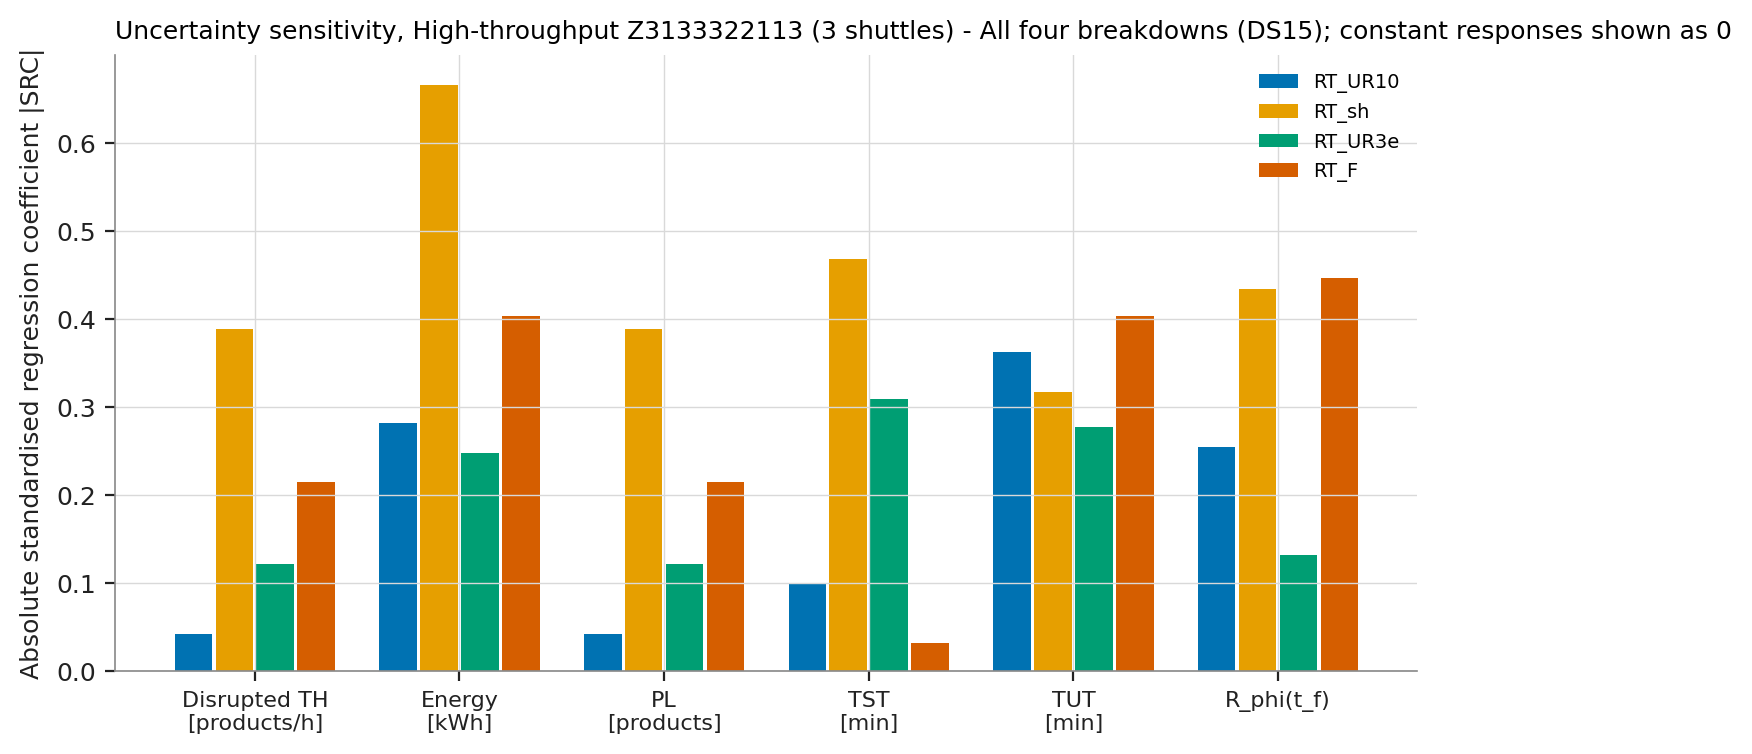 Uncertainty sensitivity, High-throughput Z3133322113 (3 shuttles) - All four breakdowns (DS15); constant responses shown as 0
Absolute standardised regression coefficient |SRC|
RT_UR10
RT_sh
RT_UR3e
RT_F
0.6
0.5
0.4
0.3
0.2
0.1
0.0
Disrupted TH
[products/h]
Energy
[kWh]
PL
[products]
TST
[min]
TUT
[min]
R_phi(t_f)